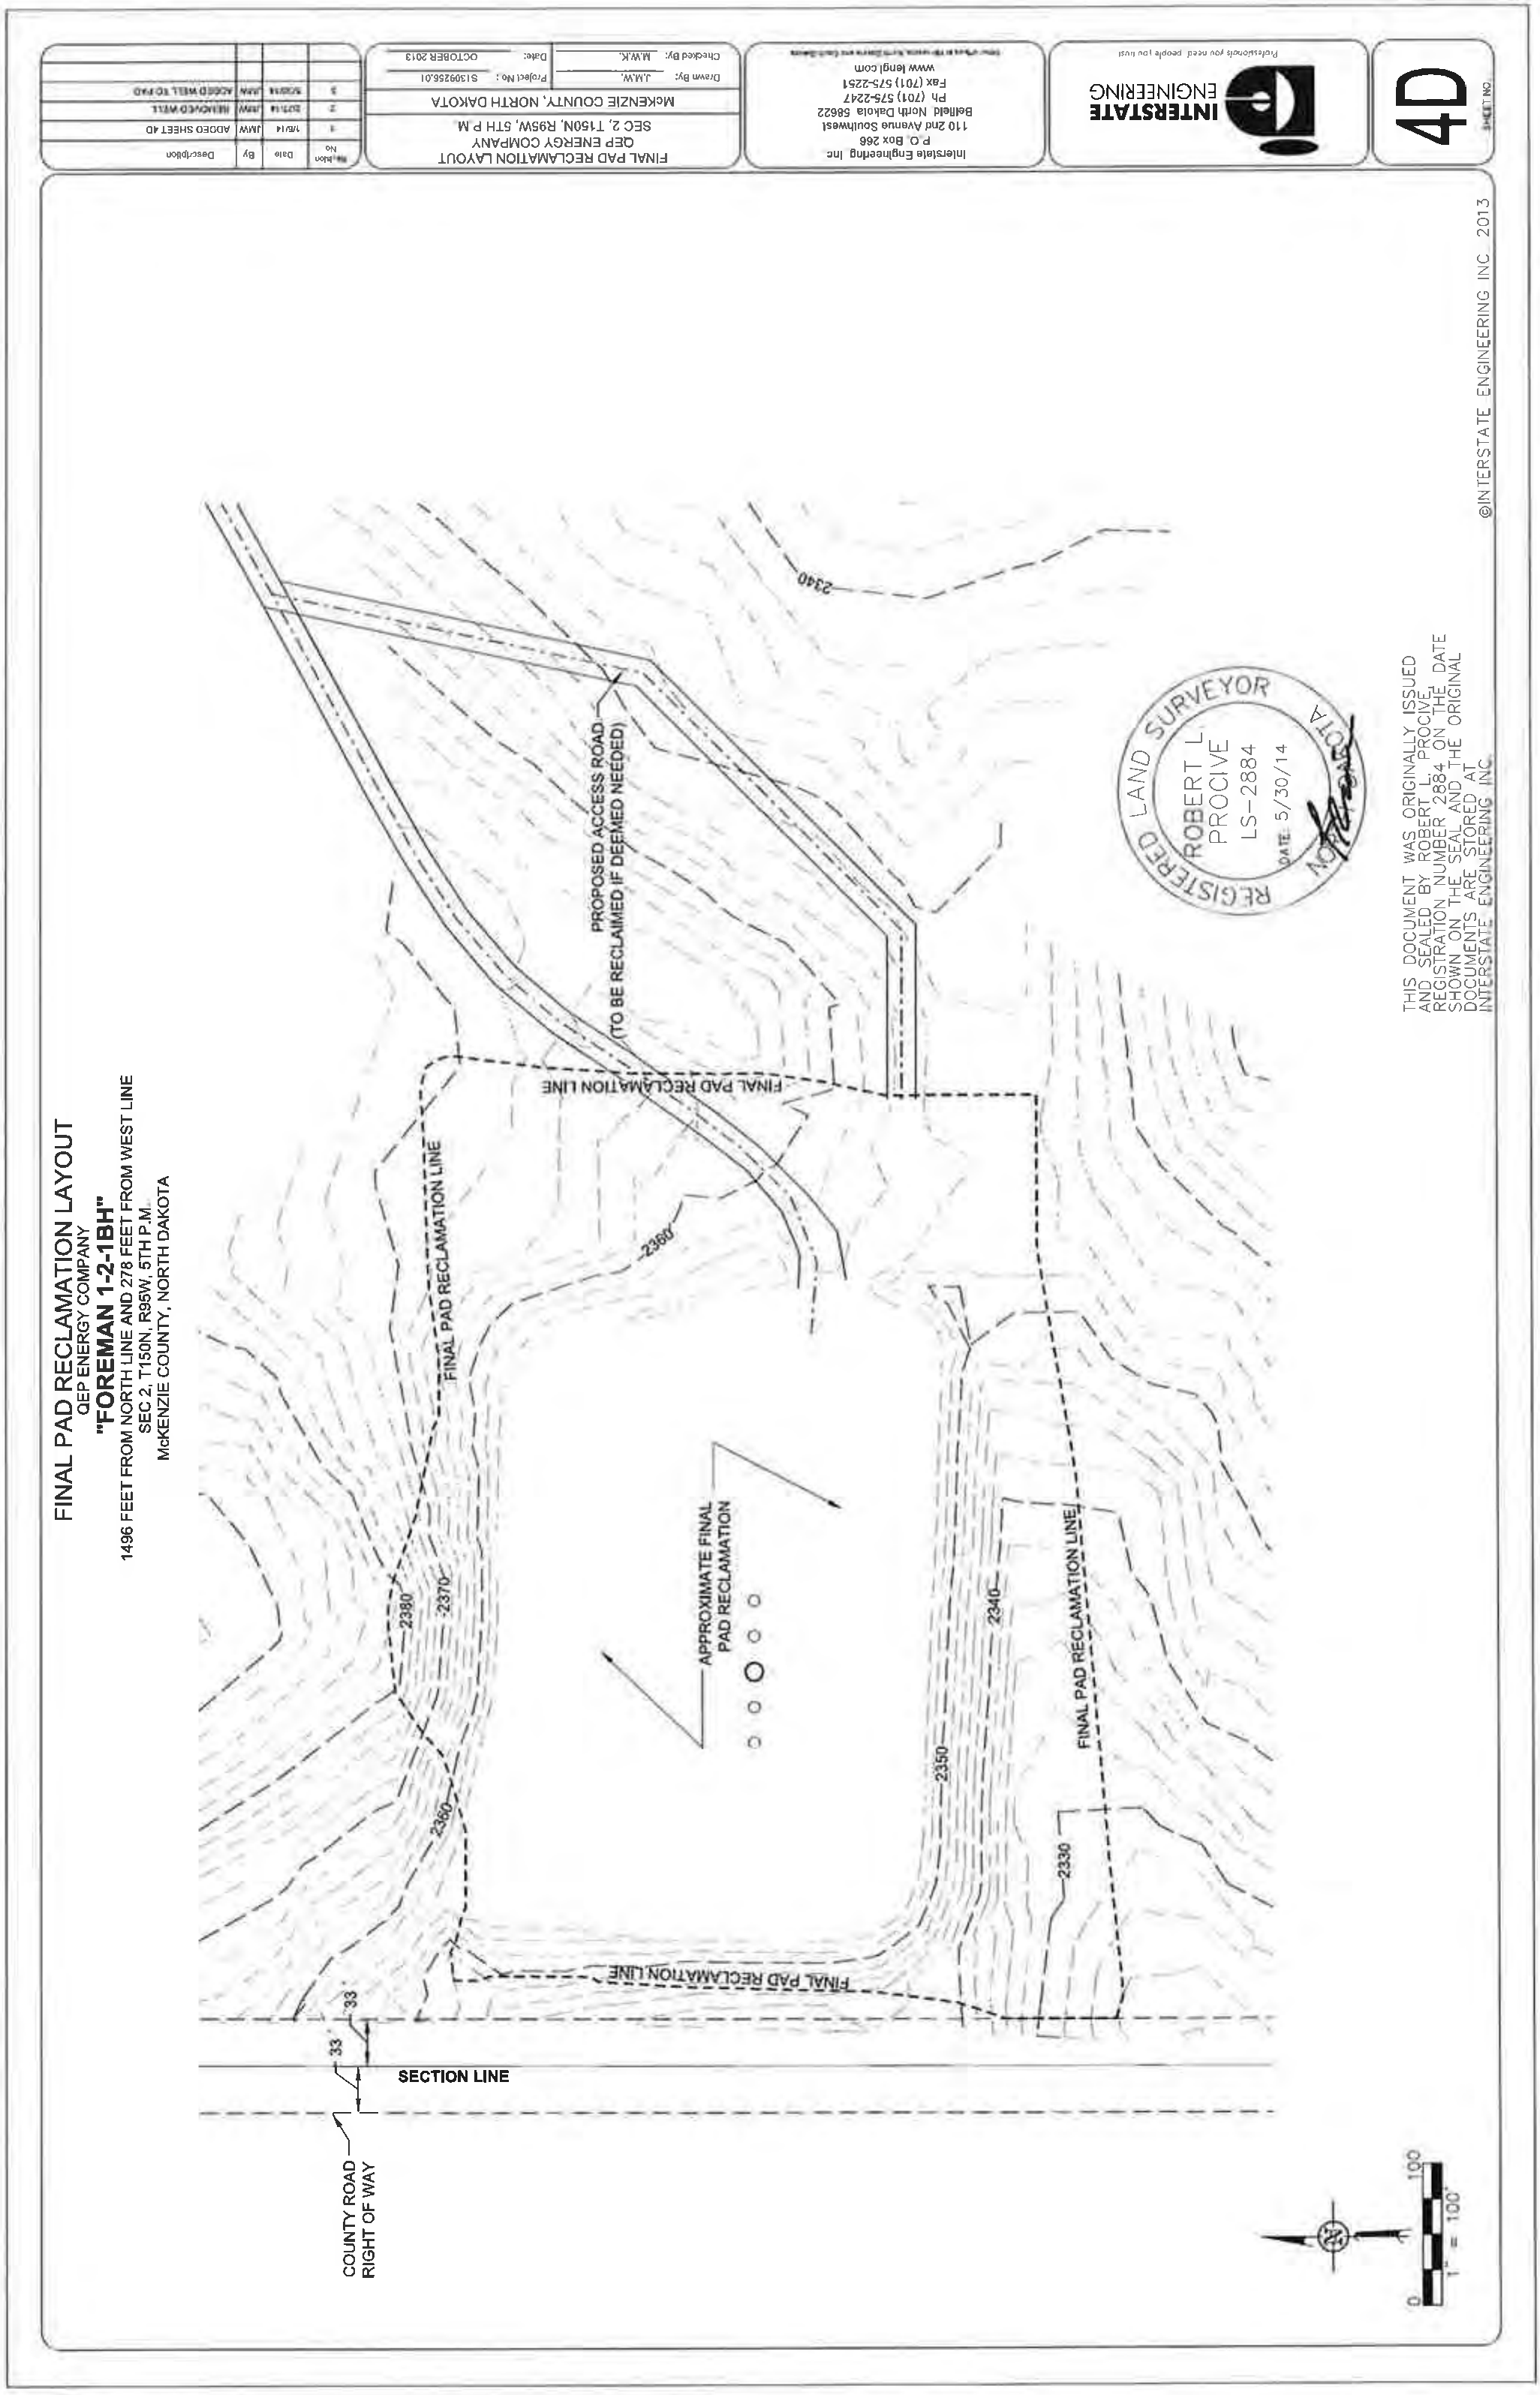 FINAL PAD RECLAMATION LAYOUT
QEP ENERGY COMPANY
"FOREMAN 1-2-1BH"
1496 FEET FROM NORTH LINE AND 278 FEET FROM WEST LINE
SEC 2, T150N, R95W, 5TH P.M.
McKENZIE COUNTY, NORTH DAKOTA
COUNTY ROAD
RIGHT OF WAY
33'
33'
SECTION LINE
FINAL PAD RECLAMATION LINE
2380
2370
2360
FINAL PAD RECLAMATION LINE
2360
FINAL PAD RECLAMATION LINE
APPROXIMATE FINAL
PAD RECLAMATION
PROPOSED ACCESS ROAD
(TO BE RECLAIMED IF DEEMED NEEDED)
2340
2350
2340
2330
FINAL PAD RECLAMATION LINE
REGISTERED LAND SURVEYOR
ROBERT L.
PROCIVE
LS-2884
DATE: 5/30/14
NORTH DAKOTA
THIS DOCUMENT WAS ORIGINALLY ISSUED
AND SEALED BY ROBERT L. PROCIVE,
REGISTRATION NUMBER 2884 ON THE DATE
SHOWN ON THE SEAL AND THE ORIGINAL
DOCUMENTS ARE STORED AT
INTERSTATE ENGINEERING INC.
N
0 100
1" = 100'
©INTERSTATE ENGINEERING INC 2013
4D
SHEET NO.
INTERSTATE
ENGINEERING
Professionals you need, people you trust
Interstate Engineering Inc
P.O. Box 266
110 2nd Avenue Southwest
Belfield North Dakota 58622
Ph (701) 575-2247
Fax (701) 575-2251
www iengi com
Other offices in Minnesota, North Dakota and South Dakota
FINAL PAD RECLAMATION LAYOUT
QEP ENERGY COMPANY
SEC 2, T150N, R95W, 5TH P.M.
McKENZIE COUNTY, NORTH DAKOTA
Drawn By: J.M.W. Project No.: S1309256.01
Checked By: M.W.K. Date: OCTOBER 2013
Revision No Date By Description
1 1/6/14 JMW ADDED SHEET 4D
2 JMW REMOVED WELL
3 JMW ADDED WELL TO PAD